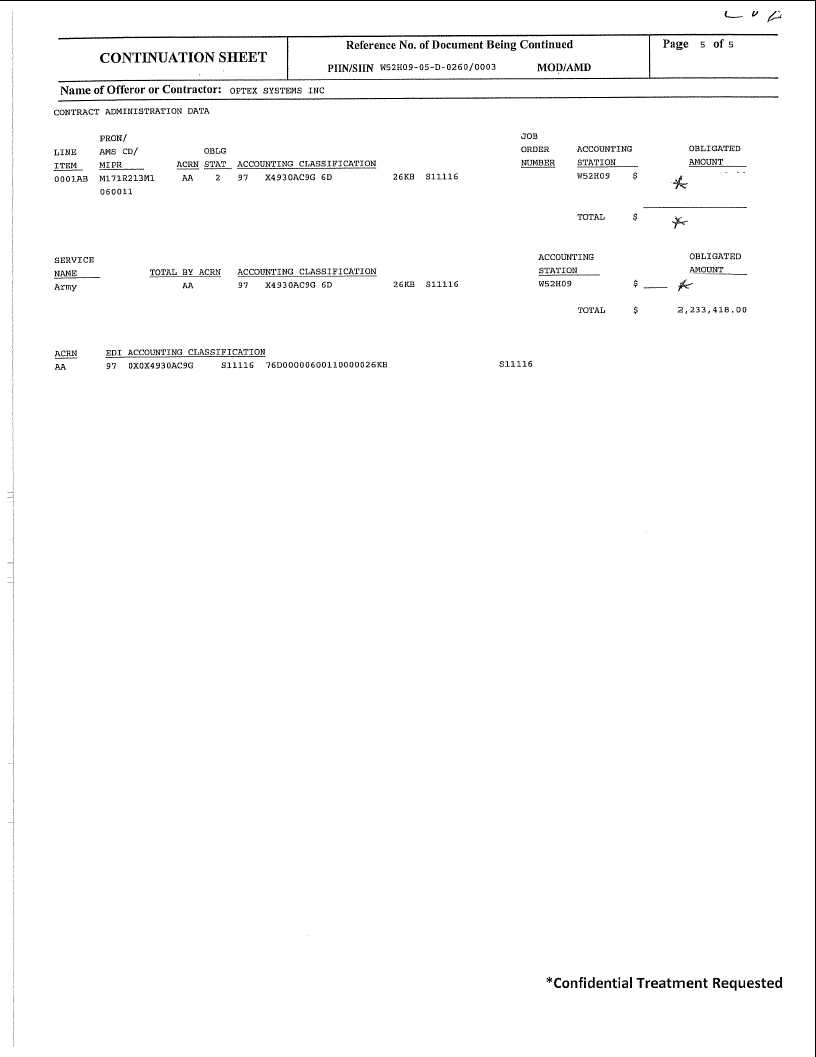 CONTINUATION SHEET
Reference No. of Document Being Continued
PIIN/SIIN W52H09-05-D-0260/0003 MOD/AMD
Page 5 of 5
Name of Offeror or Contractor: OPTEX SYSTEMS INC
CONTRACT ADMINISTRATION DATA
PRON/ JOB
LINE AMS CD/ OBLG ORDER ACCOUNTING OBLIGATED
ITEM MIPR ACRN STAT ACCOUNTING CLASSIFICATION NUMBER STATION AMOUNT
0001AB M171R213M1 AA 2 97 X4930AC9G 6D 26KB S11116 W52H09 $ *
060011
TOTAL $ *
SERVICE ACCOUNTING OBLIGATED
NAME TOTAL BY ACRN ACCOUNTING CLASSIFICATION STATION AMOUNT
Army AA 97 X4930AC9G 6D 26KB S11116 W52H09 $ *
TOTAL $ 2,233,418.00
ACRN EDI ACCOUNTING CLASSIFICATION
AA 97 0X0X4930AC9G S11116 76D00000600110000026KB S11116
*Confidential Treatment Requested